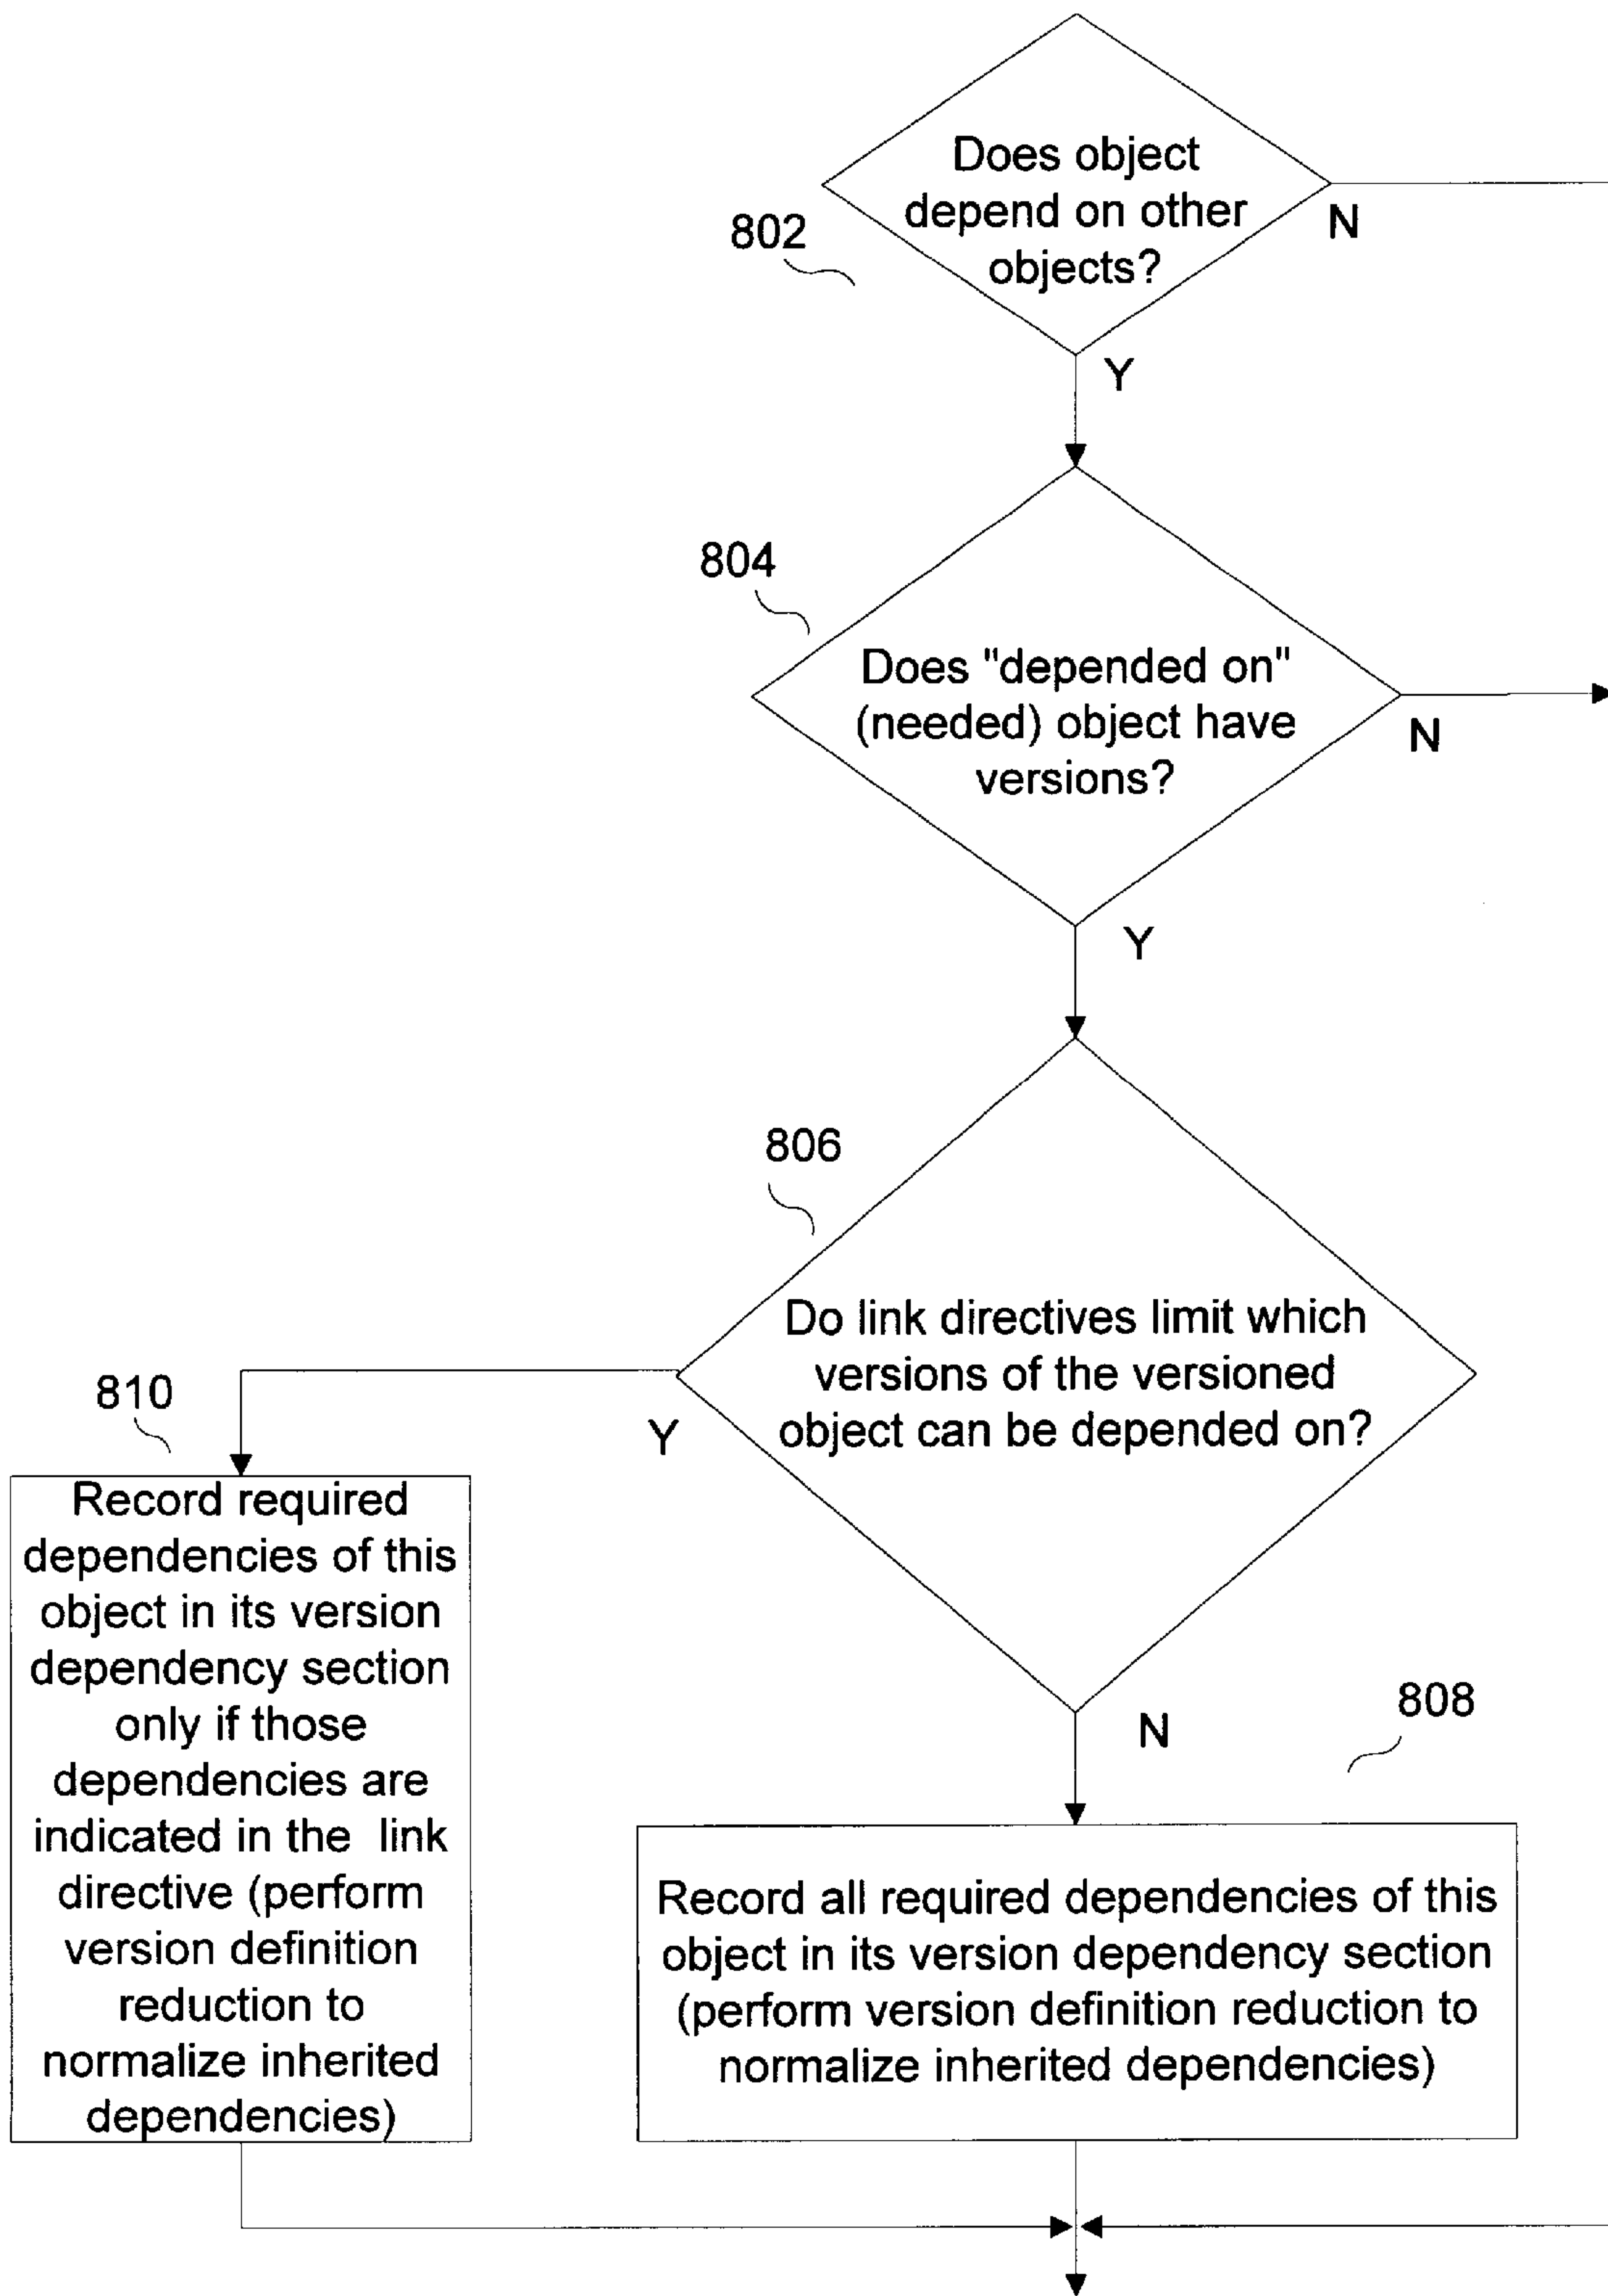 Does object
depend on other
objects?
802
N
Y
804
Does "depended on"
(needed) object have
versions?
N
Y
806
Do link directives limit which
versions of the versioned
object can be depended on?
810
Y
Record required
dependencies of this
object in its version
dependency section
only if those
dependencies are
indicated in the link
directive (perform
version definition
reduction to
normalize inherited
dependencies)
808
N
Record all required dependencies of this
object in its version dependency section
(perform version definition reduction to
normalize inherited dependencies)